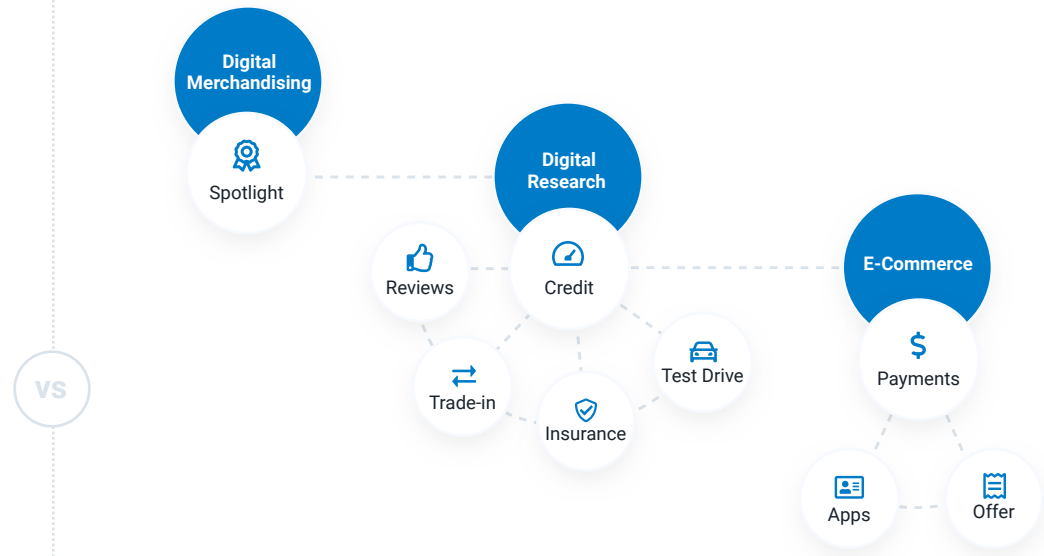 Digital
Merchandising
Spotlight
Digital
Research
Credit
Reviews
Trade-in
Insurance
Test Drive
E-Commerce
$
Payments
Apps
Offer
VS